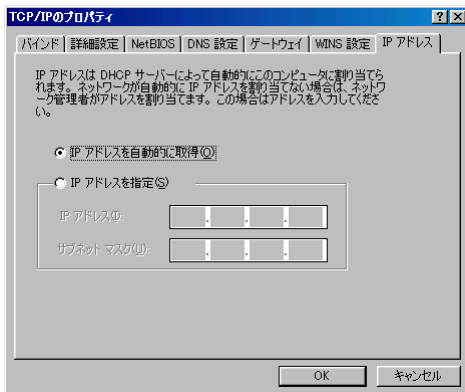 TCP/IPのプロパティ
バインド 詳細設定 NetBIOS DNS 設定 ゲートウェイ WINS 設定 IP アドレス
IP アドレスは DHCP サーバーによって自動的にこのコンピュータに割り当てら
れます。ネットワークが自動的に IP アドレスを割り当てない場合は、ネットワ
ーク管理者がアドレスを割り当てます。この場合はアドレスを入力してくださ
い。
IP アドレスを自動的に取得(O)
IP アドレスを指定(S)
IP アドレス(I):
サブネット マスク(U):
OK キャンセル